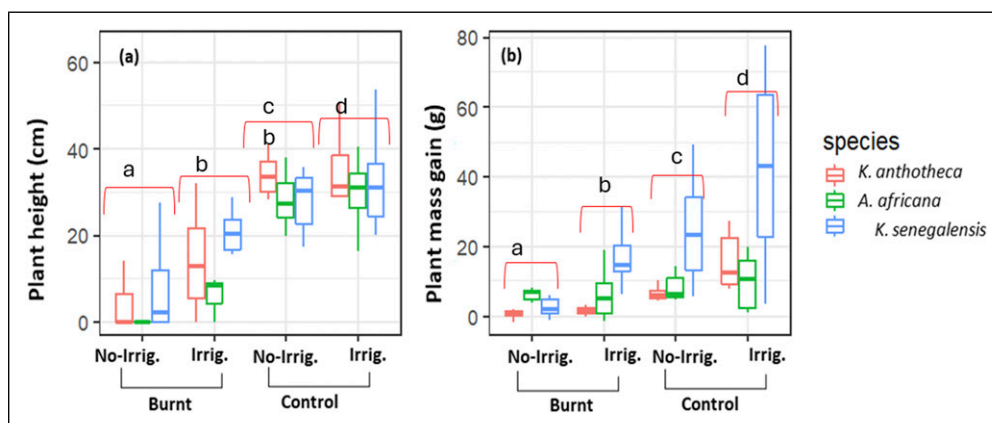 (a)
Plant height (cm)
60
40
20
0
a
b
c
b
d
No-Irrig.
Irrig.
No-Irrig.
Irrig.
Burnt
Control
(b)
Plant mass gain (g)
80
60
40
20
0
a
b
c
d
No-Irrig.
Irrig.
No-Irrig.
Irrig.
Burnt
Control
species
K. anthotheca
A. africana
K. senegalensis